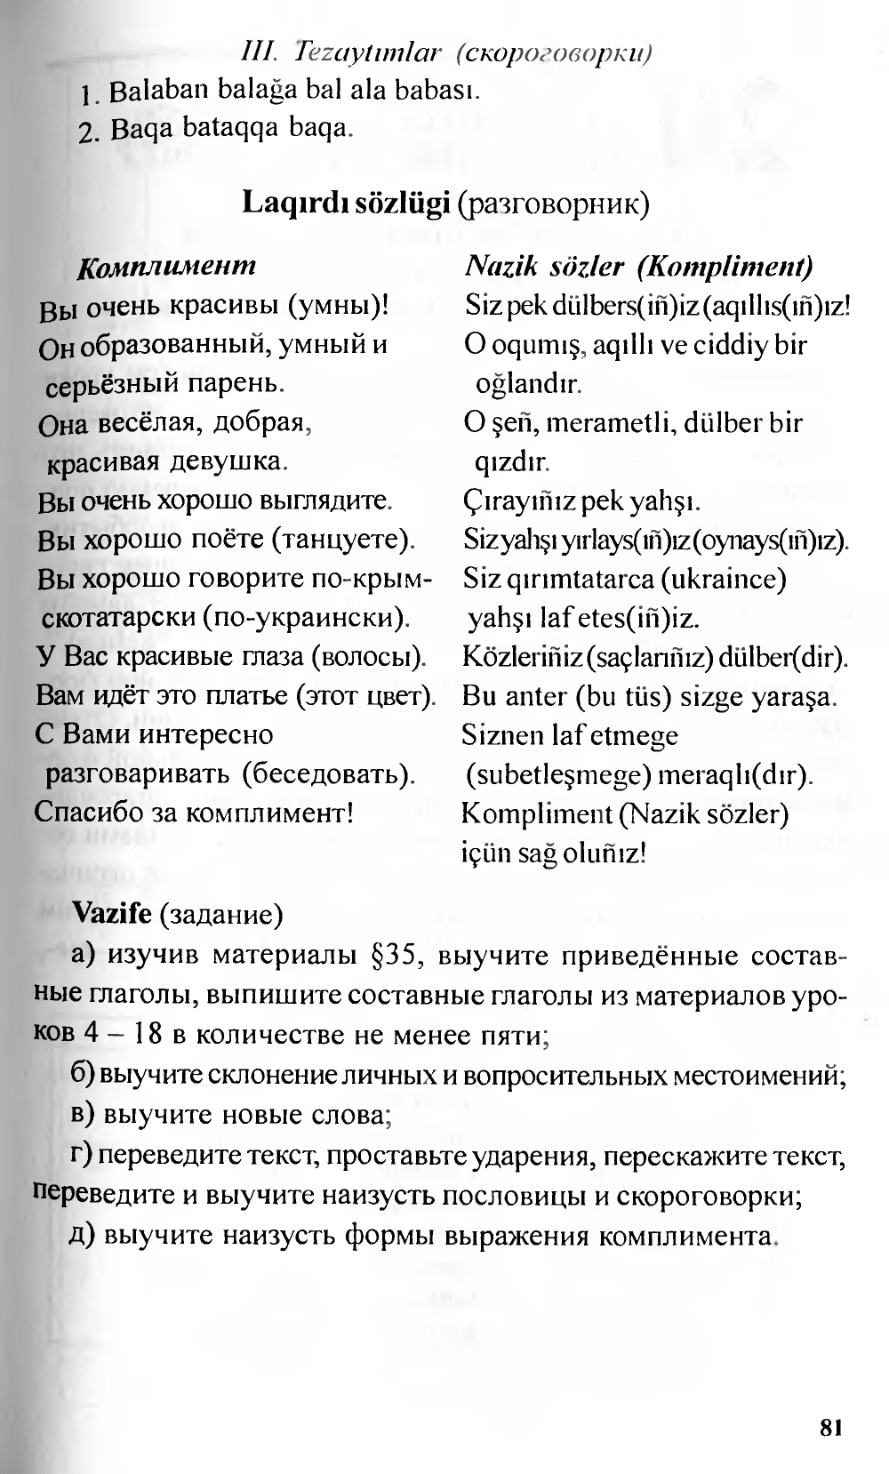 III. Tezaytımlar (скороговорки)
1. Balaban balağa bal ala babası.
2. Baqa bataqqa baqa.
Laqırdı sözlügi (разговорник)
Комплимент
Вы очень красивы (умны)!
Он образованный, умный и
серьёзный парень.
Она весёлая, добрая,
красивая девушка.
Вы очень хорошо выглядите.
Вы хорошо поёте (танцуете).
Вы хорошо говорите по-крым-
скотатарски (по-украински).
У Вас красивые глаза (волосы).
Вам идёт это платье (этот цвет).
С Вами интересно
разговаривать (беседовать).
Спасибо за комплимент!
Nazik sözler (Kompliment)
Siz pek dülbers(iñ)iz (aqıllıs(ıñ)ız!
O oqumış, aqıllı ve ciddiy bir
oğlandır.
O şeñ, merametli, dülber bir
qızdır.
Çırayıñız pek yahşı.
Siz yahşı yırlays(ıñ)ız (oynays(ıñ)ız).
Siz qırımtatarca (ukraince)
yahşı laf etes(iñ)iz.
Közleriñiz (saçlarıñız) dülber(dir).
Bu anter (bu tüs) sizge yaraşa.
Siznen laf etmege
(subetleşmege) meraqlı(dır).
Kompliment (Nazik sözler)
içün sağ oluñız!
Vazife (задание)
а) изучив материалы §35, выучите приведённые состав-
ные глаголы, выпишите составные глаголы из материалов уро-
ков 4 – 18 в количестве не менее пяти;
б) выучите склонение личных и вопросительных местоимений;
в) выучите новые слова;
г) переведите текст, проставьте ударения, перескажите текст,
переведите и выучите наизусть пословицы и скороговорки;
д) выучите наизусть формы выражения комплимента.
81